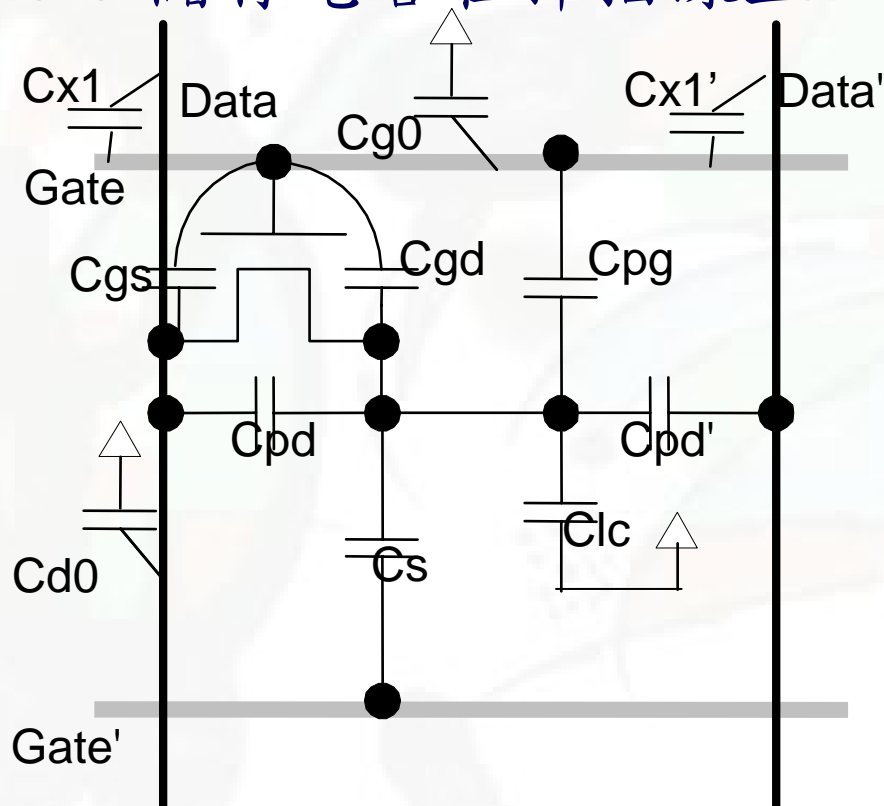 Cx1
Data
Cg0
Cx1’
Data'
Gate
Cgs
Cgd
Cpg
Cpd
Cpd'
Cd0
Cs
Clc
Gate'